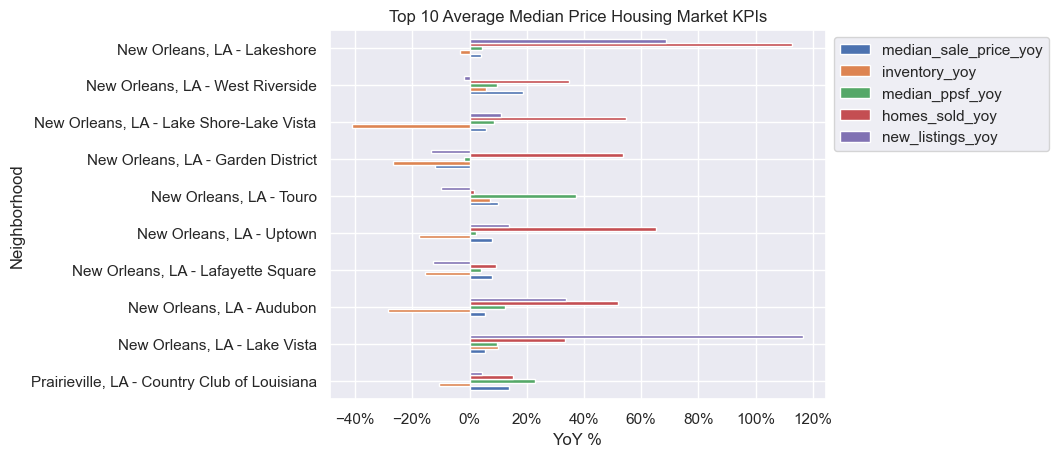 Top 10 Average Median Price Housing Market KPIs
New Orleans, LA - Lakeshore
New Orleans, LA - West Riverside
New Orleans, LA - Lake Shore-Lake Vista
New Orleans, LA - Garden District
New Orleans, LA - Touro
New Orleans, LA - Uptown
New Orleans, LA - Lafayette Square
New Orleans, LA - Audubon
New Orleans, LA - Lake Vista
Prairieville, LA - Country Club of Louisiana
Neighborhood
−40% −20% 0% 20% 40% 60% 80% 100% 120%
YoY %
median_sale_price_yoy
inventory_yoy
median_ppsf_yoy
homes_sold_yoy
new_listings_yoy